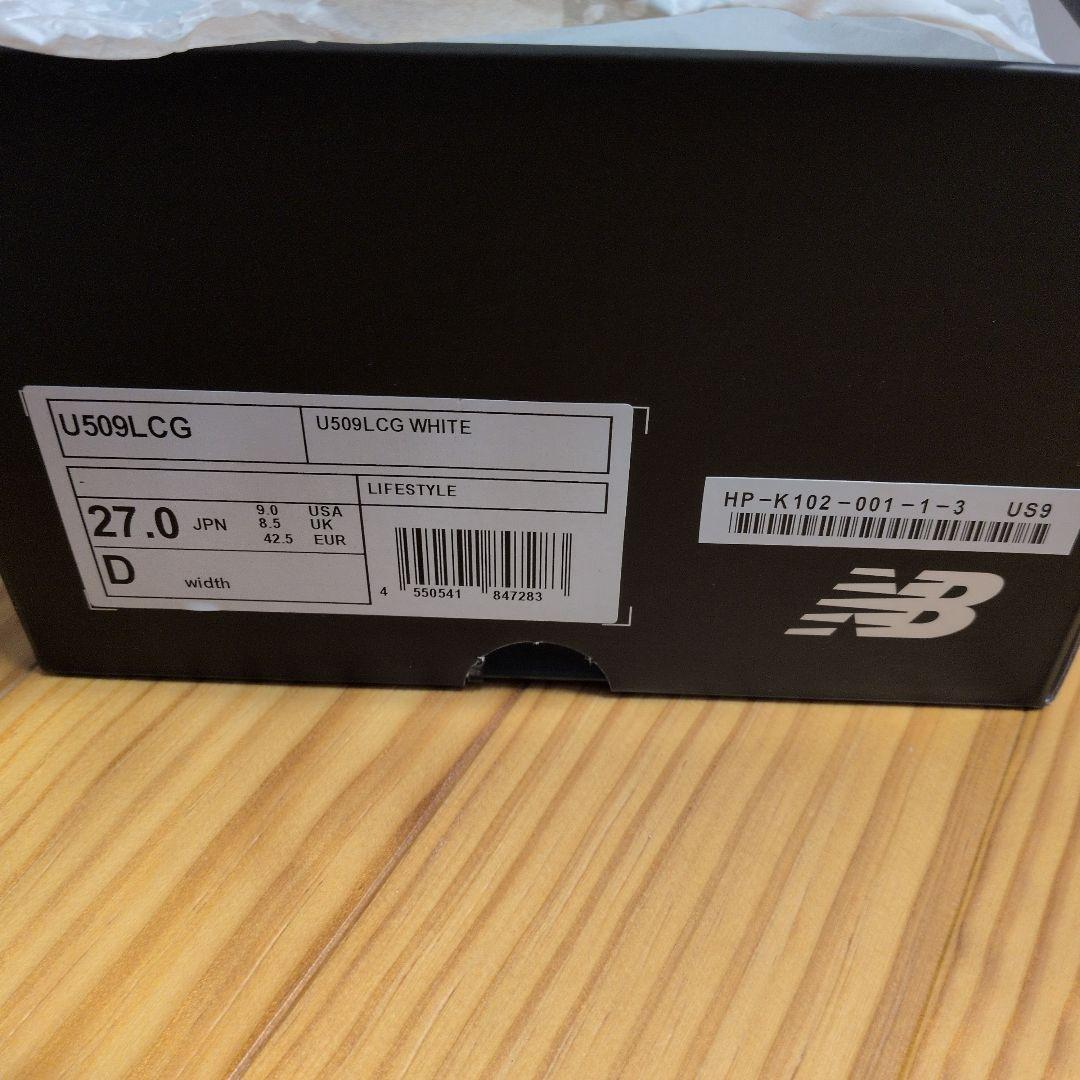 U509LCG
U509LCG WHITE
-
LIFESTYLE
27.0 JPN
9.0 USA
8.5 UK
42.5 EUR
D width
4 550541 847283
HP-K102-001-1-3 US9
NB